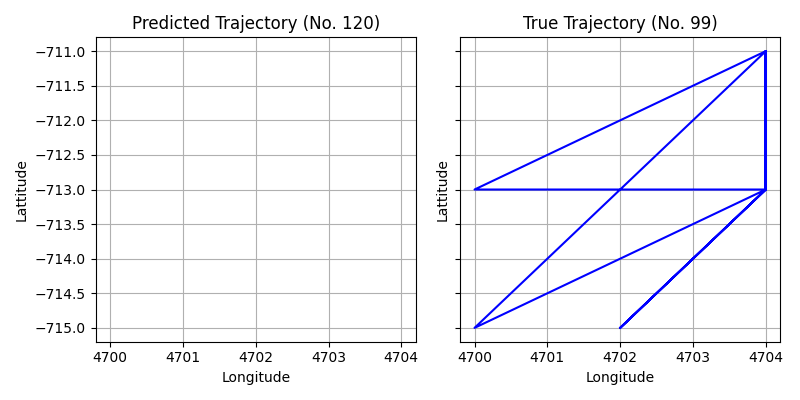 Predicted Trajectory (No. 120)
True Trajectory (No. 99)
−711.0
−711.5
−712.0
−712.5
−713.0
−713.5
−714.0
−714.5
−715.0
Lattitude
Lattitude
4700 4701 4702 4703 4704
4700 4701 4702 4703 4704
Longitude
Longitude